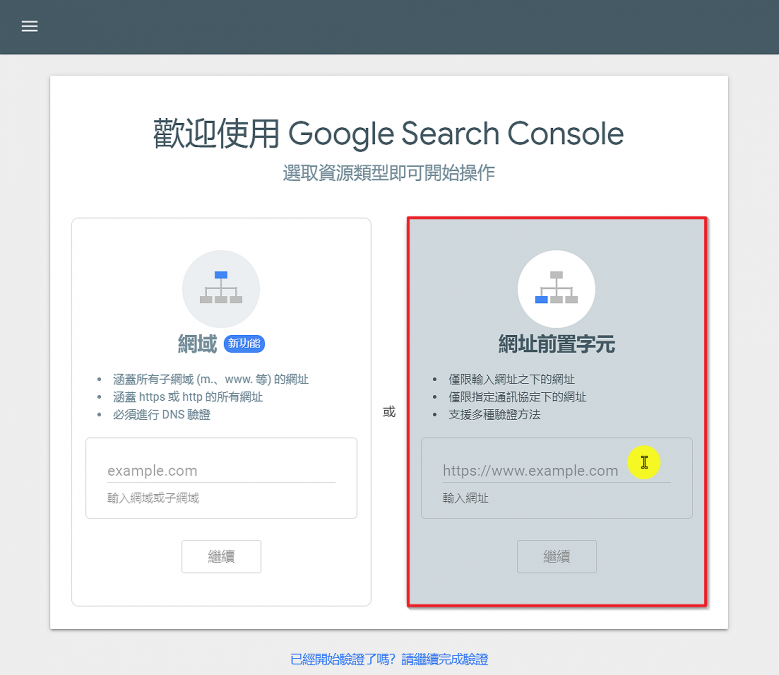 歡迎使用 Google Search Console
選取資源類型即可開始操作
網域 新功能
• 涵蓋所有子網域 (m.、www. 等) 的網址
• 涵蓋 https 或 http 的所有網址
• 必須進行 DNS 驗證
example.com
輸入網域或子網域
繼續
或
網址前置字元
• 僅限輸入網址之下的網址
• 僅限指定通訊協定下的網址
• 支援多種驗證方法
https://www.example.com
輸入網址
繼續
已經開始驗證了嗎? 請繼續完成驗證